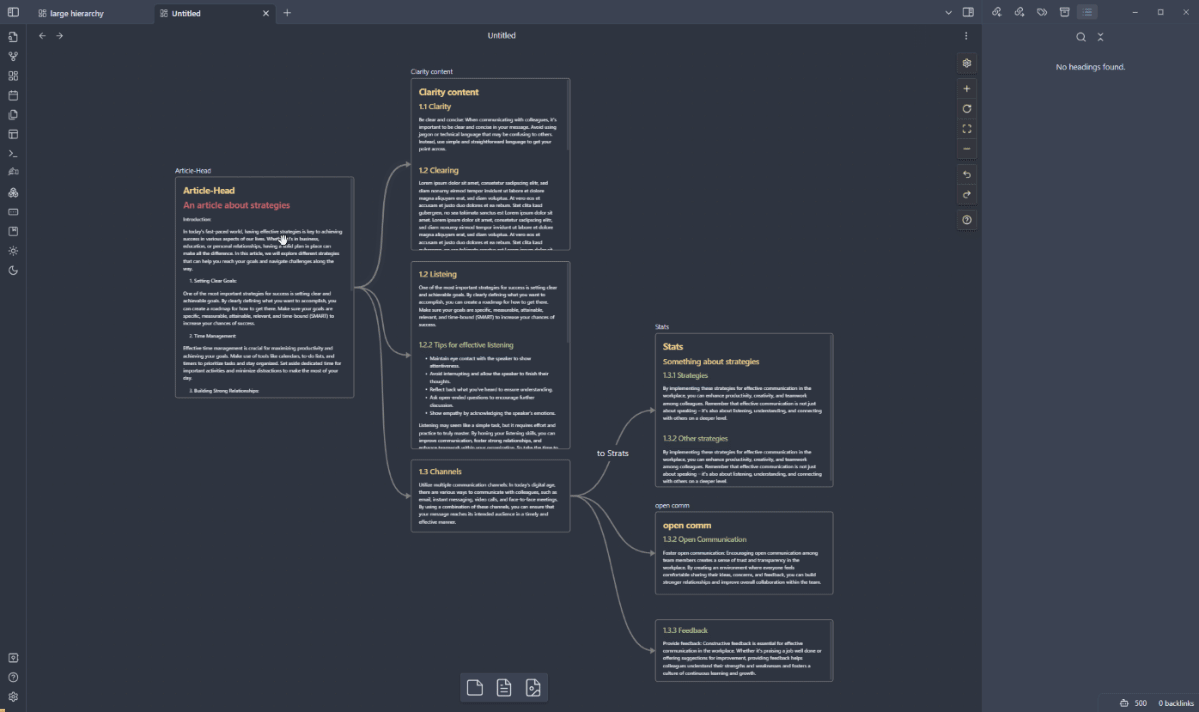 large hierarchy
Untitled
Untitled
No headings found.
Article-Head
Article-Head
An article about strategies
Introduction:
In today's fast-paced world, having effective strategies is key to achieving
success in various aspects of our lives. Whether it's in business,
education, or personal relationships, having a solid plan in place can
make all the difference. In this article, we will explore different strategies
that can help you reach your goals and navigate challenges along the
way.
1. Setting Clear Goals:
One of the most important strategies for success is setting clear and
achievable goals. By clearly defining what you want to accomplish, you
can create a roadmap for how to get there. Make sure your goals are
specific, measurable, attainable, relevant, and time-bound (SMART) to
increase your chances of success.
2. Time Management:
Effective time management is crucial for maximizing productivity and
achieving your goals. Make use of tools like calendars, to-do lists, and
timers to prioritize tasks and stay organized. Set aside dedicated time for
important activities and minimize distractions to make the most of your
day.
3. Building Strong Relationships:
Clarity content
Clarity content
1.1 Clarity
Be clear and concise: When communicating with colleagues, it's
important to be clear and concise in your message. Avoid using
jargon or technical language that may be confusing to others.
Instead, use simple and straightforward language to get your
point across.
1.2 Clearing
Lorem ipsum dolor sit amet, consetetur sadipscing elitr, sed
diam nonumy eirmod tempor invidunt ut labore et dolore
magna aliquyam erat, sed diam voluptua. At vero eos et
accusam et justo duo dolores et ea rebum. Stet clita kasd
gubergren, no sea takimata sanctus est Lorem ipsum dolor sit
amet. Lorem ipsum dolor sit amet, consetetur sadipscing elitr,
sed diam nonumy eirmod tempor invidunt ut labore et dolore
magna aliquyam erat, sed diam voluptua. At vero eos et
1.2 Listeing
One of the most important strategies for success is setting clear
and achievable goals. By clearly defining what you want to
accomplish, you can create a roadmap for how to get there. Make
sure your goals are specific, measurable, attainable, relevant,
and time-bound (SMART) to increase your chances of
success.
1.2.2 Tips for effective listening
• Maintain eye contact with the speaker to show
attentiveness.
• Avoid interrupting and allow the speaker to finish their
thoughts.
• Reflect back what you've heard to ensure understanding.
• Ask open-ended questions to encourage further
discussion.
• Show empathy by acknowledging the speaker's emotions.
Listening may seem like a simple task, but it requires effort and
practice to truly master. By honing your listening skills, you can
improve communication, foster strong relationships, and
1.3 Channels
Utilize multiple communication channels: In today's digital age,
there are various ways to communicate with colleagues, such as
email, instant messaging, video calls, and face-to-face meetings.
By using a combination of these channels, you can ensure that
your message reaches its intended audience in a timely and
effective manner.
to Strats
Stats
Stats
Something about strategies
1.3.1 Strategies
By implementing these strategies for effective communication in the
workplace, you can enhance productivity, creativity, and teamwork
among colleagues. Remember that effective communication is not just
about speaking – it's also about listening, understanding, and connecting
with others on a deeper level.
1.3.2 Other strategies
By implementing these strategies for effective communication in the
workplace, you can enhance productivity, creativity, and teamwork
among colleagues. Remember that effective communication is not just
about speaking – it's also about listening, understanding, and connecting
with others on a deeper level.
open comm
open comm
1.3.2 Open Communication
Foster open communication: Encouraging open communication among
team members creates a sense of trust and transparency in the
workplace. By creating an environment where everyone feels
comfortable sharing their ideas, concerns, and feedback, you can build
stronger relationships and improve overall collaboration within the team.
1.3.3 Feedback
Provide feedback: Constructive feedback is essential for effective
communication in the workplace. Whether it's praising a job well done or
offering suggestions for improvement, providing feedback helps
colleagues understand their strengths and weaknesses and fosters a
culture of continuous learning and growth.
500
0 backlinks